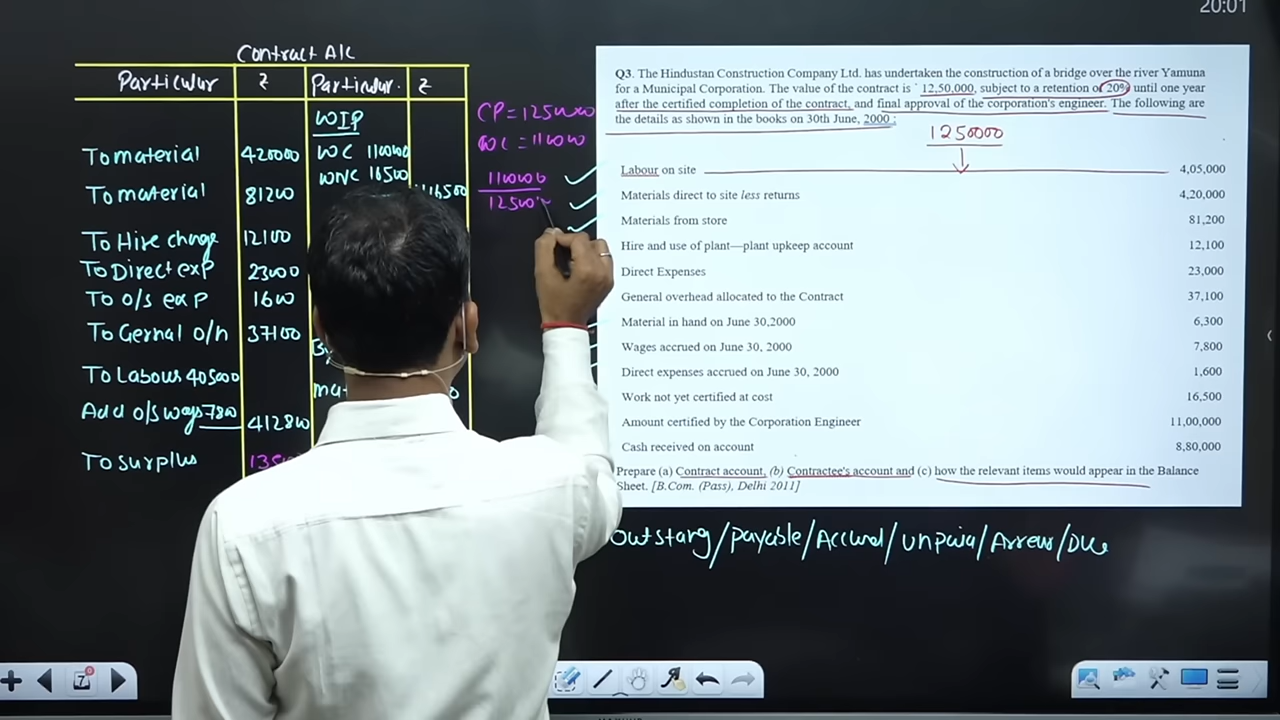 20:01
Contract A/C
Particular ₹ Particular ₹
WIP
To material 420000 WC 1100000
WNC 16500
To material 81200 1116500
To Hire charge 12100
To Direct exp 23000
To o/s exp 1600
To Gernal o/h 37100
To Labour 405000
Add o/s wages 7800 412800
To Surplus
CP = 1250000
WC = 110000
1100000
Q3. The Hindustan Construction Company Ltd. has undertaken the construction of a bridge over the river Yamuna
for a Municipal Corporation. The value of the contract is ` 12,50,000, subject to a retention of 20% until one year
after the certified completion of the contract, and final approval of the corporation's engineer. The following are
the details as shown in the books on 30th June, 2000 :
1250000
Labour on site 4,05,000
Materials direct to site less returns 4,20,000
Materials from store 81,200
Hire and use of plant—plant upkeep account 12,100
Direct Expenses 23,000
General overhead allocated to the Contract 37,100
Material in hand on June 30,2000 6,300
Wages accrued on June 30, 2000 7,800
Direct expenses accrued on June 30, 2000 1,600
Work not yet certified at cost 16,500
Amount certified by the Corporation Engineer 11,00,000
Cash received on account 8,80,000
Prepare (a) Contract account, (b) Contractee's account and (c) how the relevant items would appear in the Balance
Sheet. [B.Com. (Pass), Delhi 2011]
outstang/payable/Accrued/unpaid/Arrear/Due
7